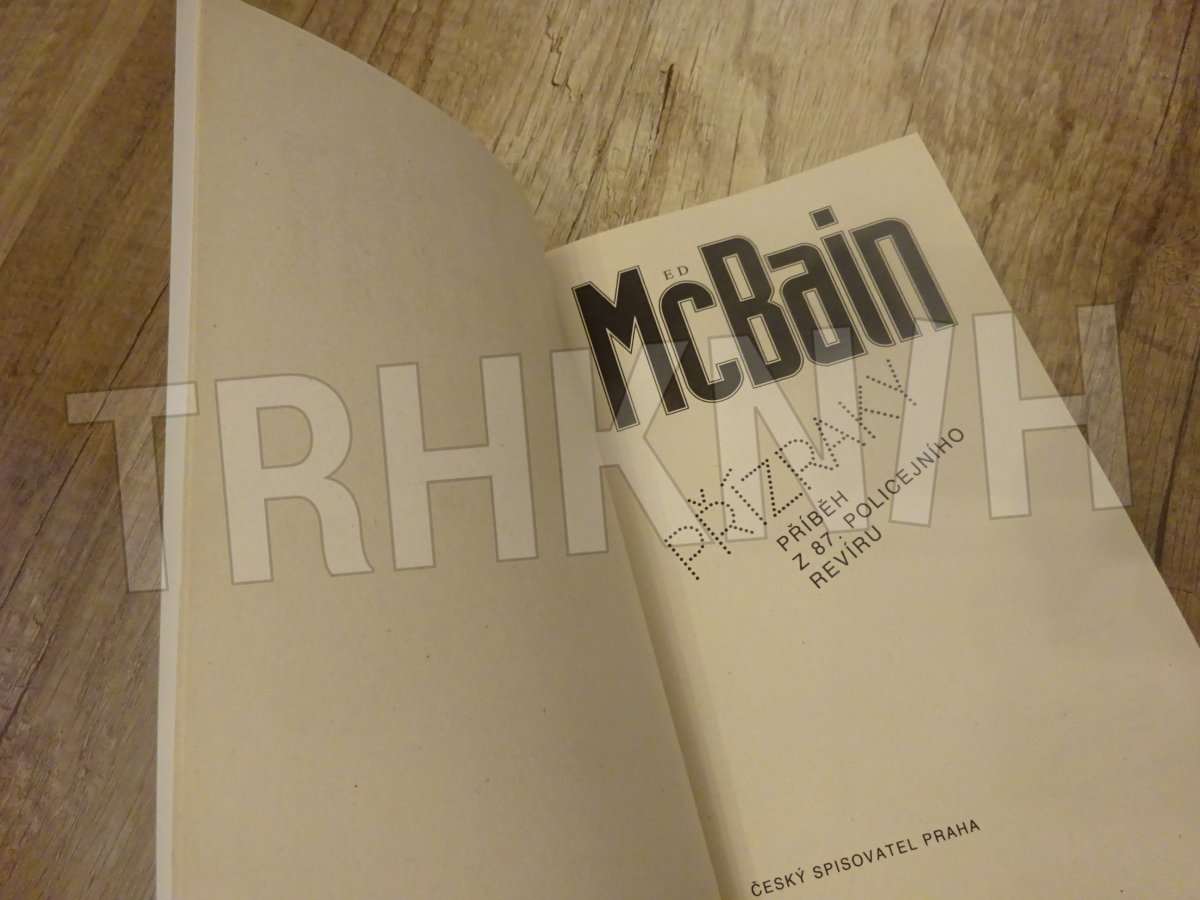 ED
McBain
PŘÍZRAKY
PŘÍBĚH
Z 87. POLICEJNÍHO
REVÍRU
ČESKÝ SPISOVATEL PRAHA
TRHKNIH